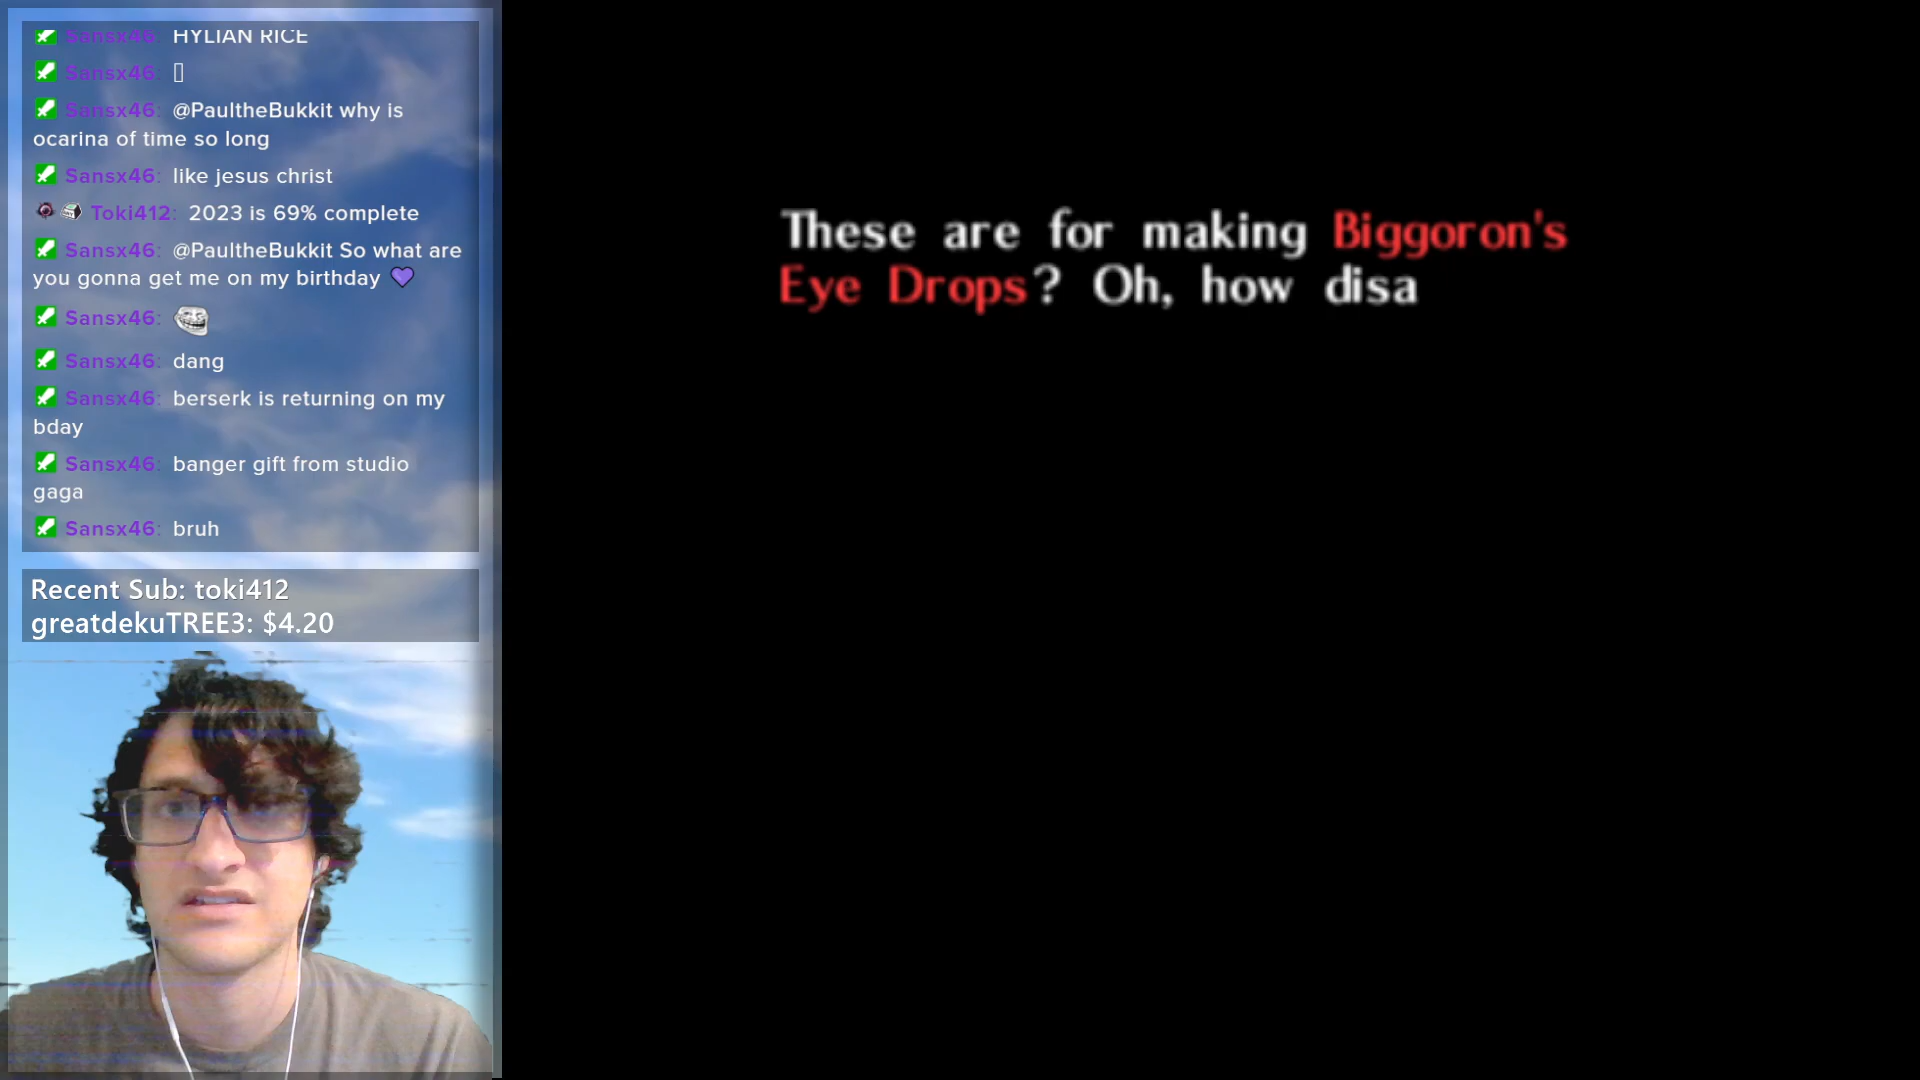 Sansx46: HYLIAN RICE
Sansx46: 
Sansx46: @PaultheBukkit why is
ocarina of time so long
Sansx46: like jesus christ
Toki412: 2023 is 69% complete
Sansx46: @PaultheBukkit So what are
you gonna get me on my birthday 💜
Sansx46:
Sansx46: dang
Sansx46: berserk is returning on my
bday
Sansx46: banger gift from studio
gaga
Sansx46: bruh
Recent Sub: toki412
greatdekuTREE3: $4.20
These are for making Biggoron's
Eye Drops? Oh, how disa